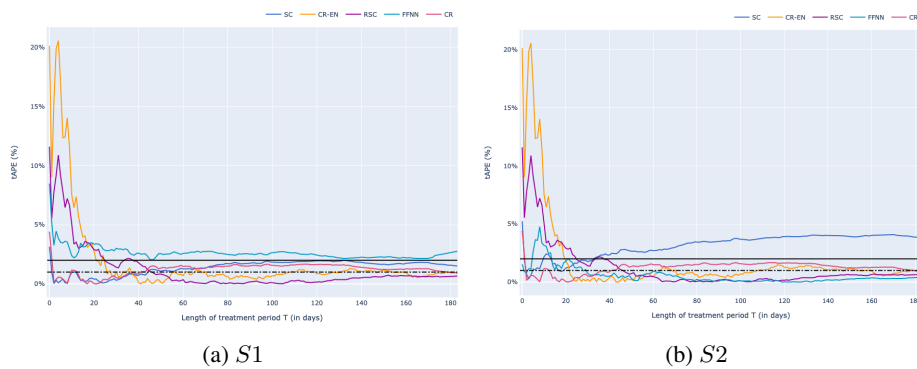 SC CR-EN RSC FFNN CR
20%
15%
10%
5%
0%
tAPE (%)
0 20 40 60 80 100 120 140 160 180
Length of treatment period T (in days)
(a) S1
SC CR-EN RSC FFNN CR
20%
15%
10%
5%
0%
tAPE (%)
0 20 40 60 80 100 120 140 160 180
Length of treatment period T (in days)
(b) S2